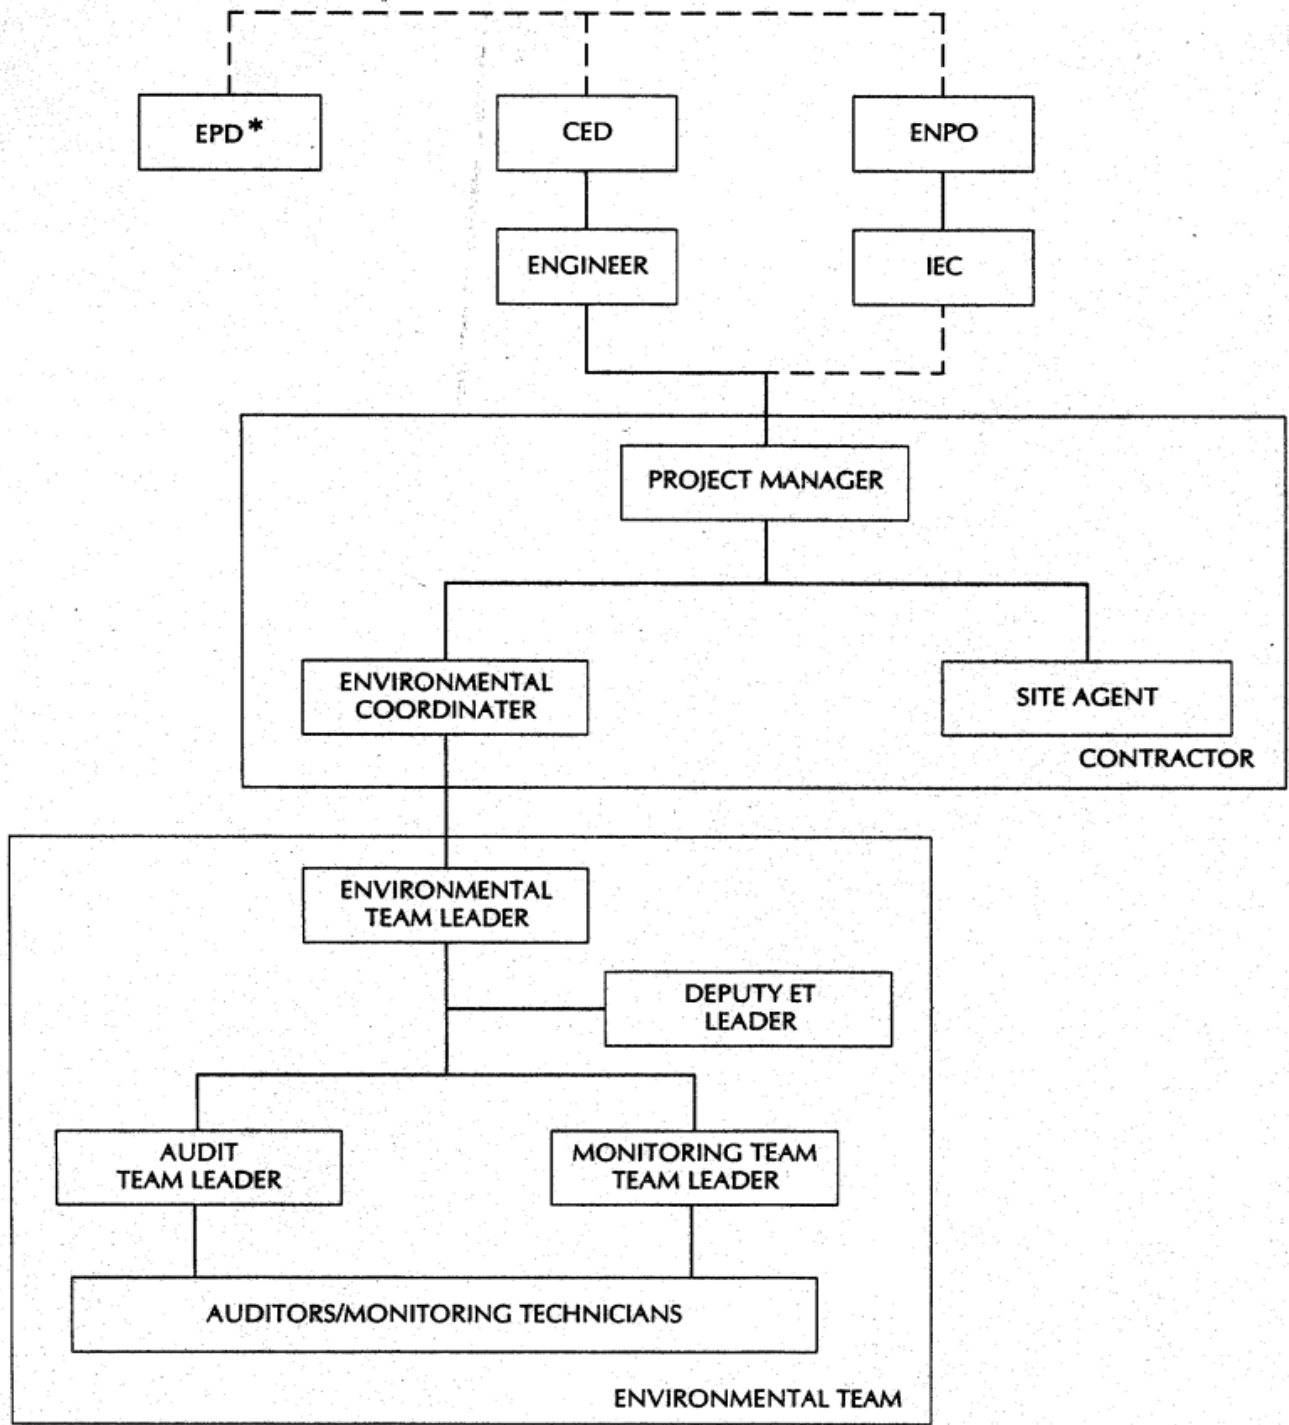 EPD*
CED
ENPO
ENGINEER
IEC
PROJECT MANAGER
ENVIRONMENTAL
COORDINATER
SITE AGENT
CONTRACTOR
ENVIRONMENTAL
TEAM LEADER
DEPUTY ET
LEADER
AUDIT
TEAM LEADER
MONITORING TEAM
TEAM LEADER
AUDITORS/MONITORING TECHNICIANS
ENVIRONMENTAL TEAM